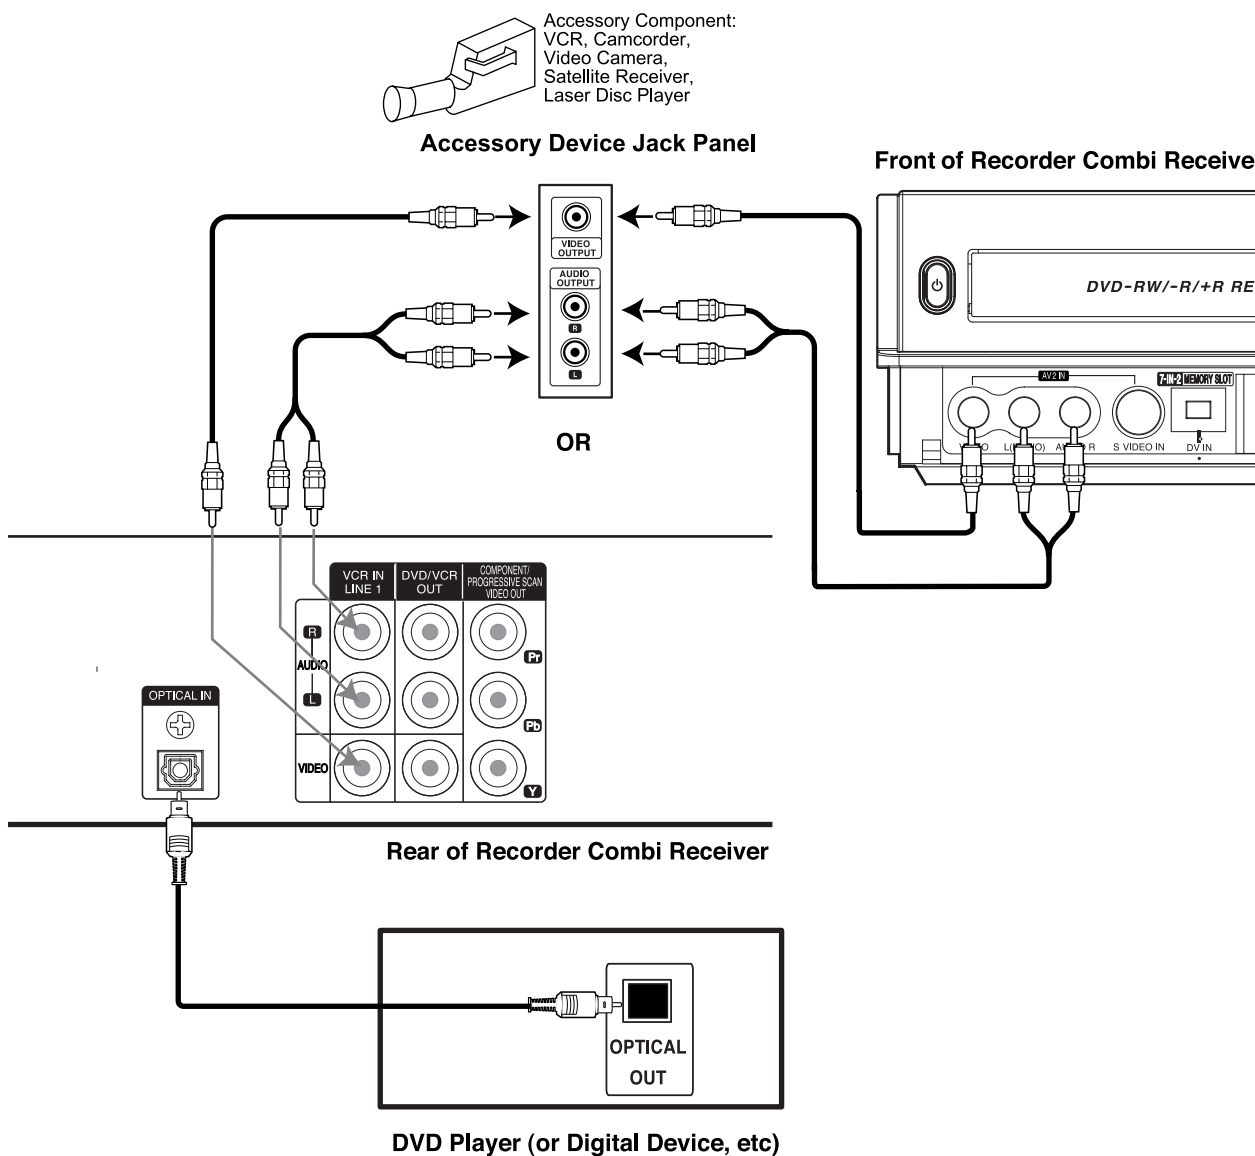 Accessory Component:
VCR, Camcorder,
Video Camera,
Satellite Receiver,
Laser Disc Player
Accessory Device Jack Panel
Front of Recorder Combi Receive
VIDEO
OUTPUT
AUDIO
OUTPUT
R
L
DVD-RW/-R/+R RE
AV2 IN
7-IN-2 MEMORY SLOT
S VIDEO IN
DV IN
OR
VCR IN
LINE 1
DVD/VCR
OUT
COMPONENT/
PROGRESSIVE SCAN
VIDEO OUT
R
AUDIO
L
VIDEO
Pr
Pb
Y
OPTICAL IN
Rear of Recorder Combi Receiver
OPTICAL
OUT
DVD Player (or Digital Device, etc)